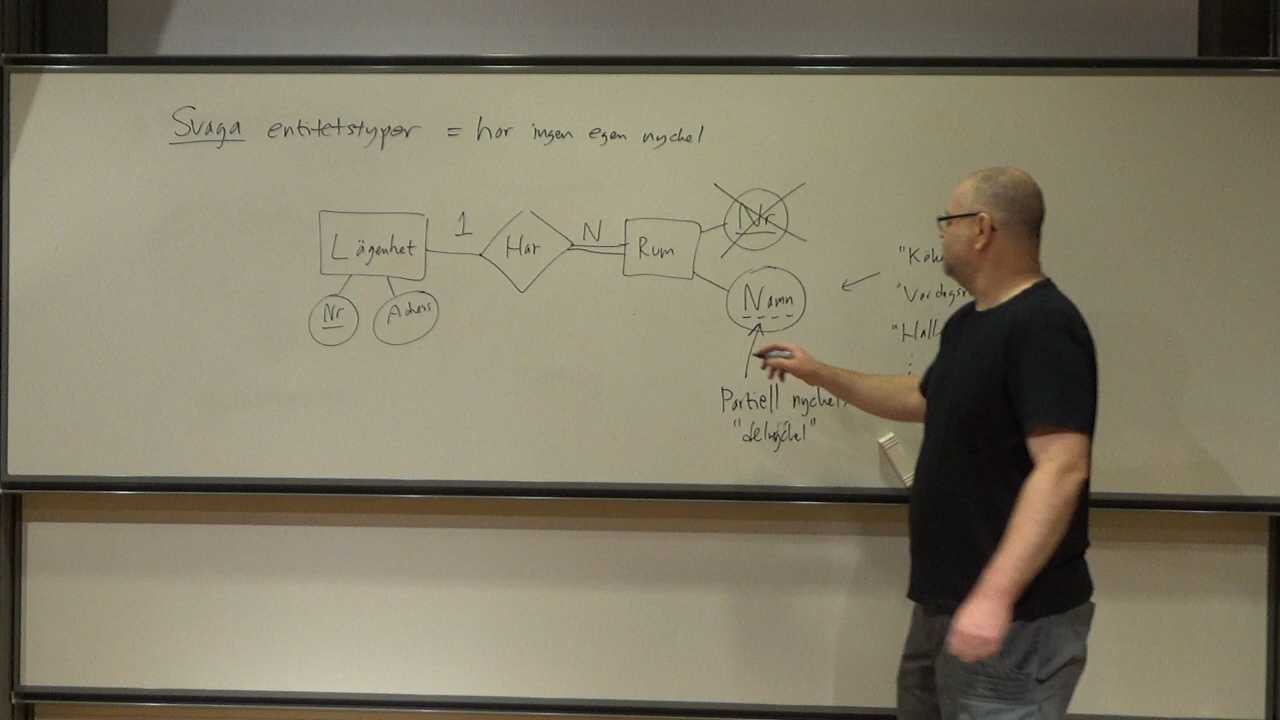 Svaga entitetstyper = har ingen egen nyckel
Lägenhet
1
Har
N
Rum
Nr
Namn
Nr
Adress
"Kök
"Vardagsr
"Hall
Partiell nyckel
"delnyckel"